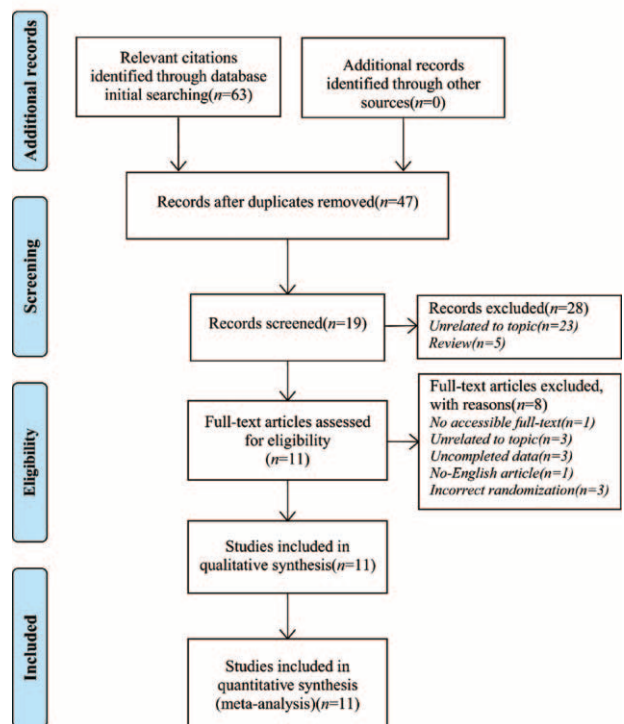 Additional records
Relevant citations
identified through database
initial searching(n=63)
Additional records
identified through other
sources(n=0)
Records after duplicates removed(n=47)
Screening
Records screened(n=19)
Records excluded(n=28)
Unrelated to topic(n=23)
Review(n=5)
Eligibility
Full-text articles assessed
for eligibility
(n=11)
Full-text articles excluded,
with reasons(n=8)
No accessible full-text(n=1)
Unrelated to topic(n=3)
Uncompleted data(n=3)
No-English article(n=1)
Incorrect randomization(n=3)
Studies included in
qualitative synthesis(n=11)
Included
Studies included in
quantitative synthesis
(meta-analysis)(n=11)